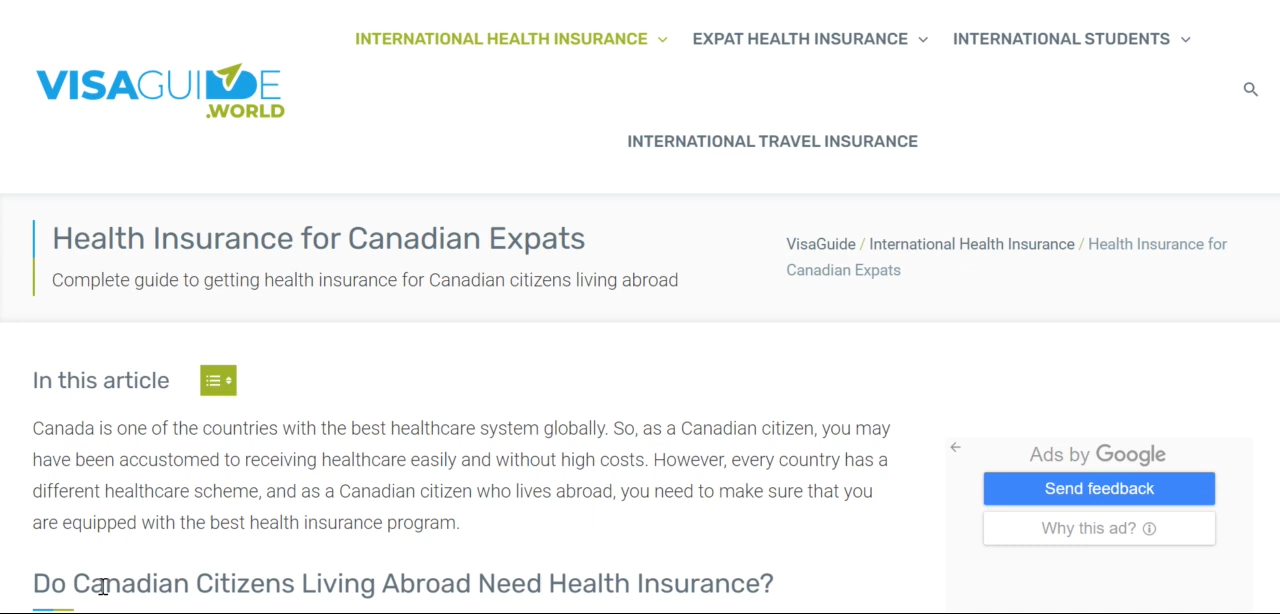 INTERNATIONAL HEALTH INSURANCE
EXPAT HEALTH INSURANCE
INTERNATIONAL STUDENTS
VISAGUIDE
.WORLD
INTERNATIONAL TRAVEL INSURANCE
Health Insurance for Canadian Expats
Complete guide to getting health insurance for Canadian citizens living abroad
VisaGuide / International Health Insurance / Health Insurance for
Canadian Expats
In this article
Canada is one of the countries with the best healthcare system globally. So, as a Canadian citizen, you may
have been accustomed to receiving healthcare easily and without high costs. However, every country has a
different healthcare scheme, and as a Canadian citizen who lives abroad, you need to make sure that you
are equipped with the best health insurance program.
Ads by Google
Send feedback
Why this ad?
Do Canadian Citizens Living Abroad Need Health Insurance?